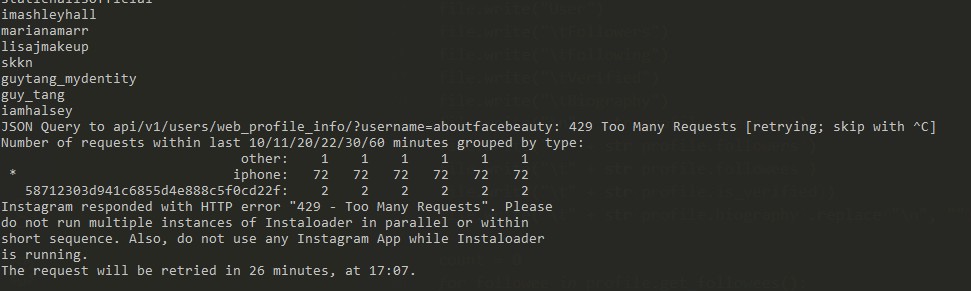 imashleyhall
marianamarr
lisajmakeup
skkn
guytang_mydentity
guy_tang
iamhalsey
JSON Query to api/v1/users/web_profile_info/?username=aboutfacebeauty: 429 Too Many Requests [retrying; skip with ^C]
Number of requests within last 10/11/20/22/30/60 minutes grouped by type:
other: 1 1 1 1 1 1
* iphone: 72 72 72 72 72 72
58712303d941c6855d4e888c5f0cd22f: 2 2 2 2 2 2
Instagram responded with HTTP error "429 - Too Many Requests". Please
do not run multiple instances of Instaloader in parallel or within
short sequence. Also, do not use any Instagram App while Instaloader
is running.
The request will be retried in 26 minutes, at 17:07.